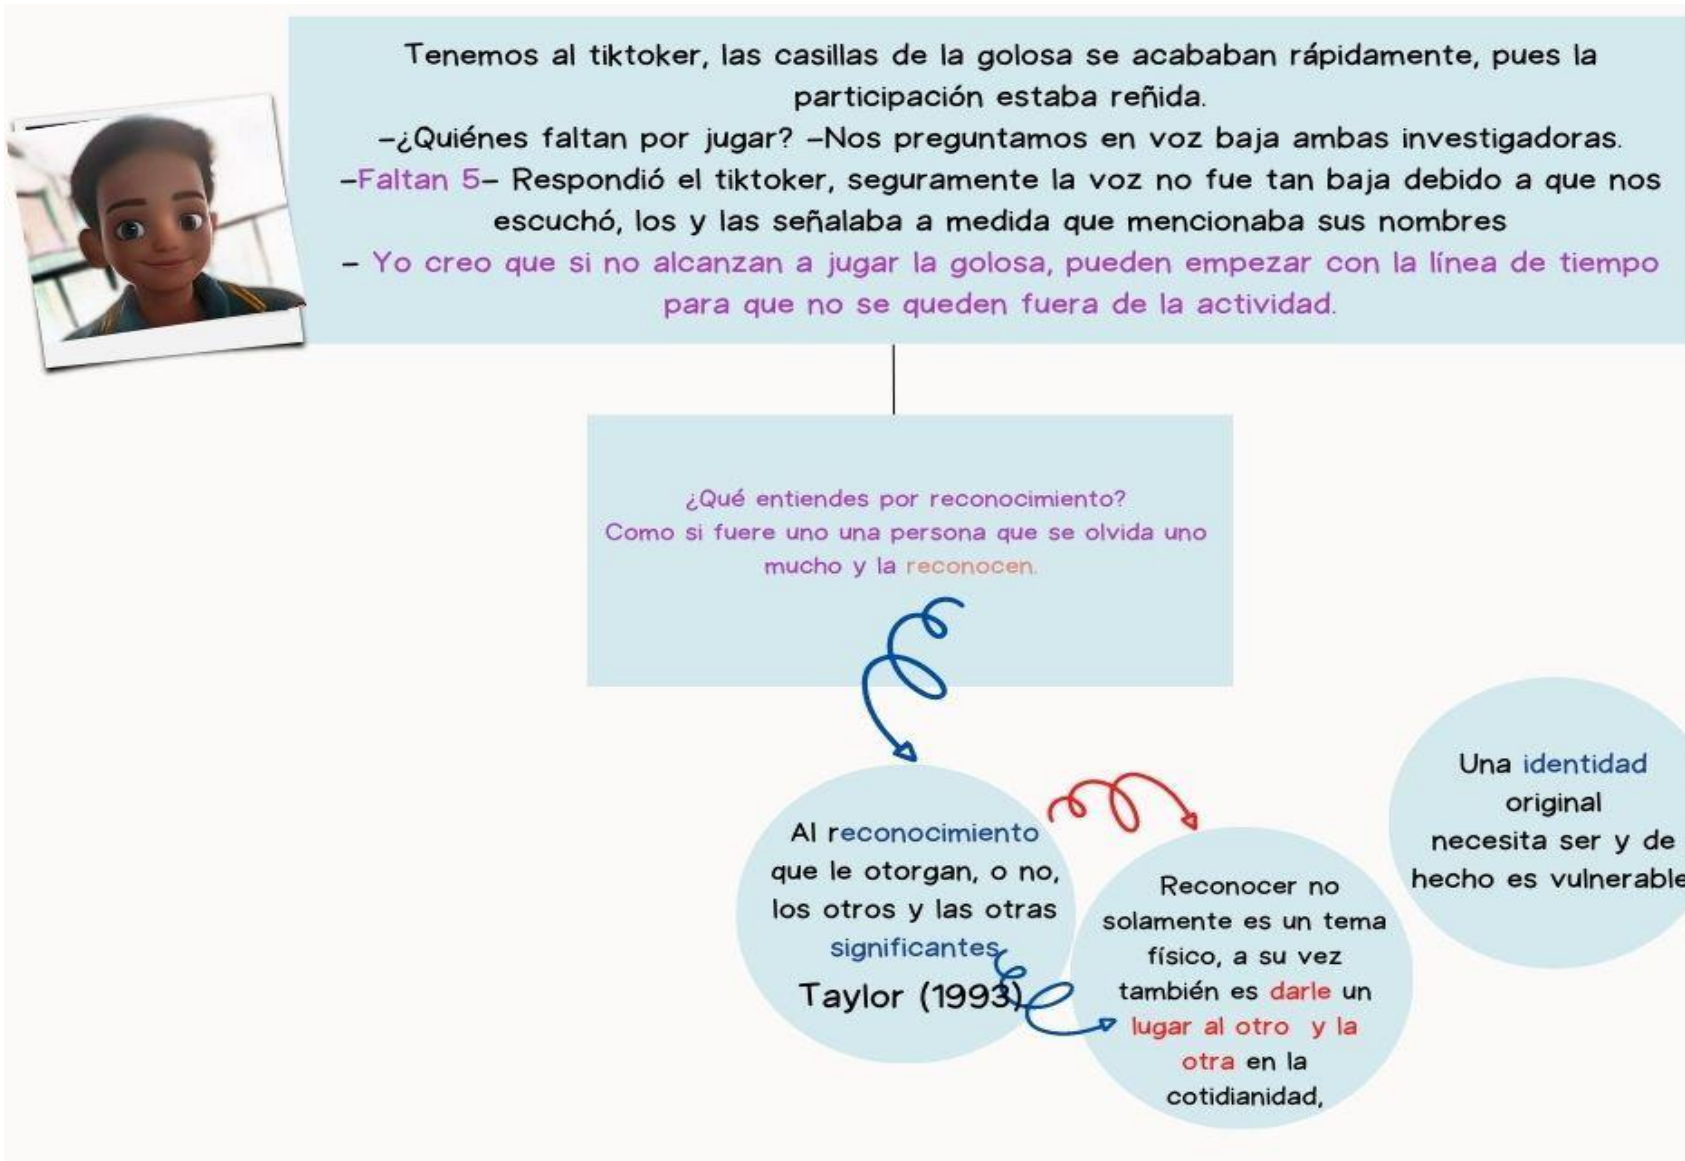 Tenemos al tiktoker, las casillas de la golosa se acababan rápidamente, pues la
participación estaba reñida.
–¿Quiénes faltan por jugar? –Nos preguntamos en voz baja ambas investigadoras.
–Faltan 5– Respondió el tiktoker, seguramente la voz no fue tan baja debido a que nos
escuchó, los y las señalaba a medida que mencionaba sus nombres
– Yo creo que si no alcanzan a jugar la golosa, pueden empezar con la línea de tiempo
para que no se queden fuera de la actividad.
¿Qué entiendes por reconocimiento?
Como si fuere uno una persona que se olvida uno
mucho y la reconocen.
Al reconocimiento
que le otorgan, o no,
los otros y las otras
significantes
Taylor (1993)
Reconocer no
solamente es un tema
físico, a su vez
también es darle un
lugar al otro y la
otra en la
cotidianidad,
Una identidad
original
necesita ser y de
hecho es vulnerable